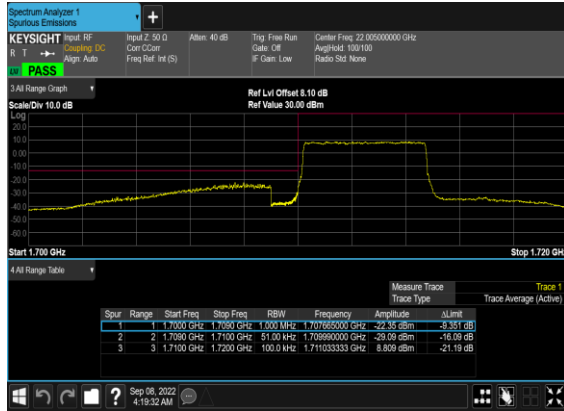 Spectrum Analyzer 1
Spurious Emissions
KEYSIGHT Input: RF Input Z: 50 Ω Atten: 40 dB Trig: Free Run Center Freq: 22.005000000 GHz
R T Coupling: DC Corr CCorr Gate: Off Avg|Hold: 100/100
Align: Auto Freq Ref: Int (S) IF Gain: Low Radio Std: None
PASS
3 All Range Graph
Ref Lvl Offset 8.10 dB
Scale/Div 10.0 dB Ref Value 30.00 dBm
Log
20.0
10.0
0.00
-10.0
-20.0
-30.0
-40.0
-50.0
-60.0
Start 1.700 GHz Stop 1.720 GH
4 All Range Table
Measure Trace Trace 1
Trace Type Trace Average (Active)
Spur Range Start Freq Stop Freq RBW Frequency Amplitude ΔLimit
1 1 1.7000 GHz 1.7090 GHz 1.000 MHz 1.707665000 GHz -22.35 dBm -9.351 dB
2 2 1.7090 GHz 1.7100 GHz 51.00 kHz 1.709990000 GHz -29.09 dBm -16.09 dB
3 3 1.7100 GHz 1.7200 GHz 100.0 kHz 1.711033333 GHz 8.809 dBm -21.19 dB
Sep 08, 2022
4:19:32 AM